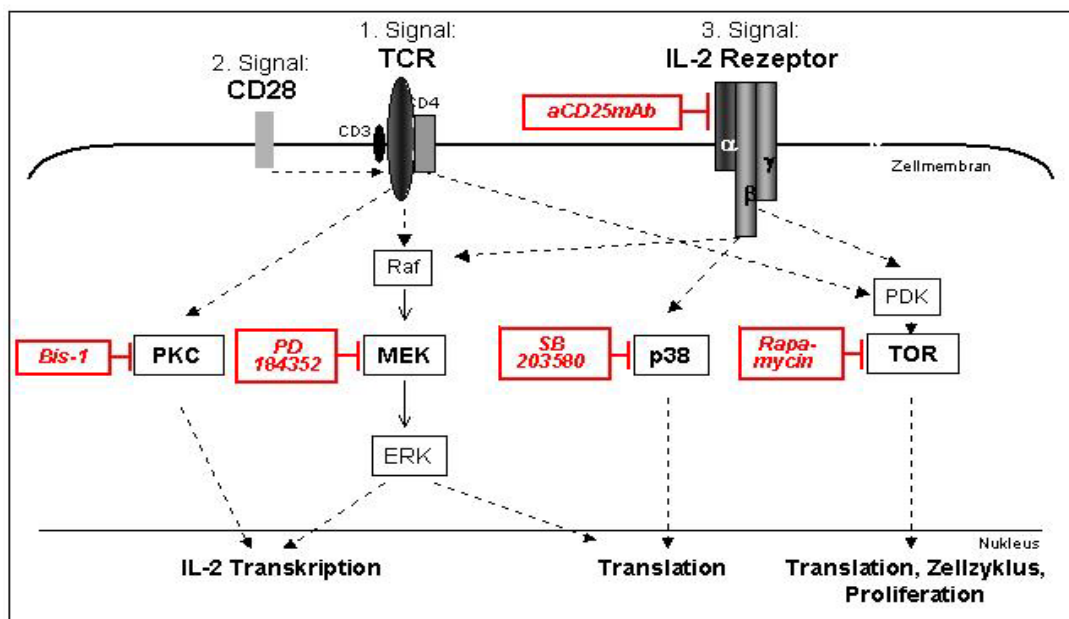 1. Signal:
TCR
2. Signal:
CD28
3. Signal:
IL-2 Rezeptor
CD3
CD4
aCD25mAb
α
β
γ
Zellmembran
Raf
PDK
Bis-1
PKC
PD
184352
MEK
SB
203580
p38
Rapa-
mycin
TOR
ERK
Nukleus
IL-2 Transkription
Translation
Translation, Zellzyklus,
Proliferation